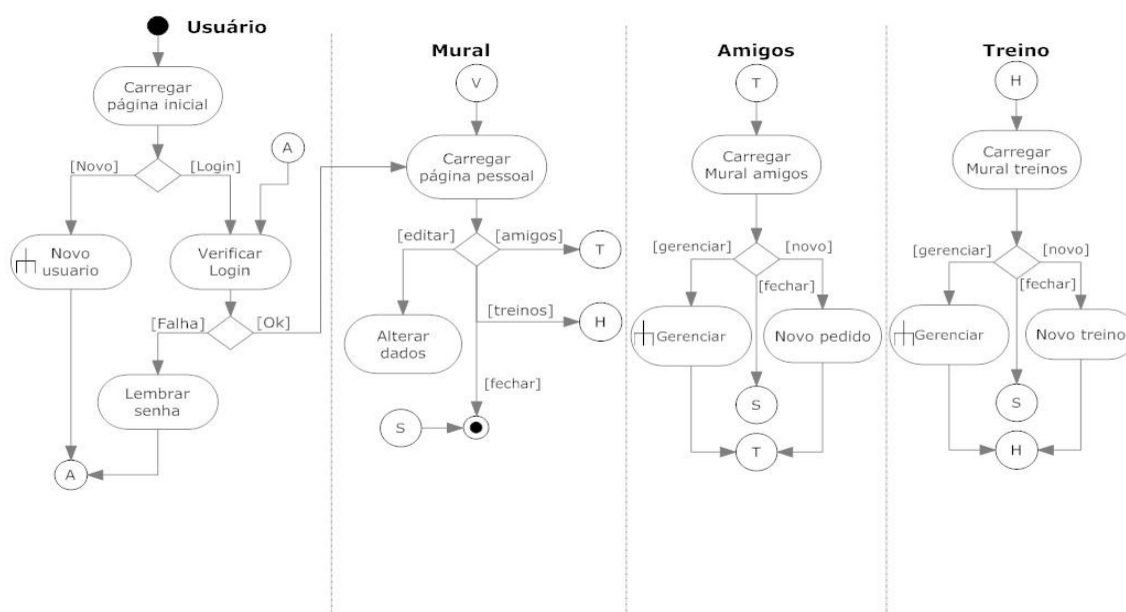 Usuário
Carregar
página inicial
[Novo]
[Login]
A
Novo
usuario
Verificar
Login
[Falha]
[Ok]
Lembrar
senha
A
Mural
V
Carregar
página pessoal
[editar]
[amigos]
T
[treinos]
H
Alterar
dados
[fechar]
S
Amigos
T
Carregar
Mural amigos
[gerenciar]
[novo]
[fechar]
Gerenciar
Novo pedido
S
T
Treino
H
Carregar
Mural treinos
[gerenciar]
[novo]
[fechar]
Gerenciar
Novo treino
S
H